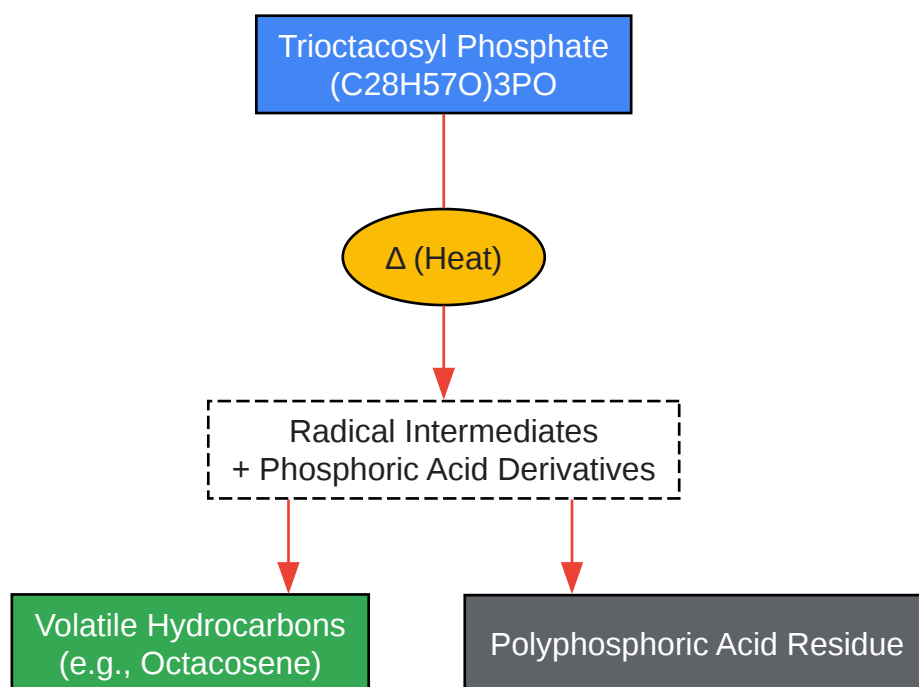 Trioctacosyl Phosphate
(C28H57O)3PO
Δ (Heat)
Radical Intermediates
+ Phosphoric Acid Derivatives
Volatile Hydrocarbons
(e.g., Octacosene)
Polyphosphoric Acid Residue